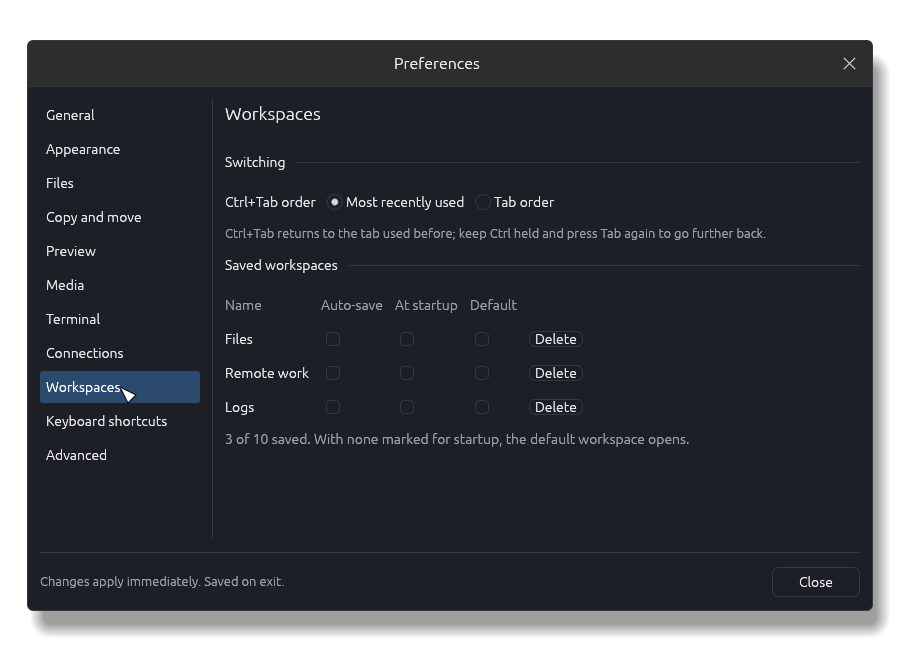 Preferences
General
Appearance
Files
Copy and move
Preview
Media
Terminal
Connections
Workspaces
Keyboard shortcuts
Advanced
Workspaces
Switching
Ctrl+Tab order Most recently used Tab order
Ctrl+Tab returns to the tab used before; keep Ctrl held and press Tab again to go further back.
Saved workspaces
Name Auto-save At startup Default
Files Delete
Remote work Delete
Logs Delete
3 of 10 saved. With none marked for startup, the default workspace opens.
Changes apply immediately. Saved on exit.
Close